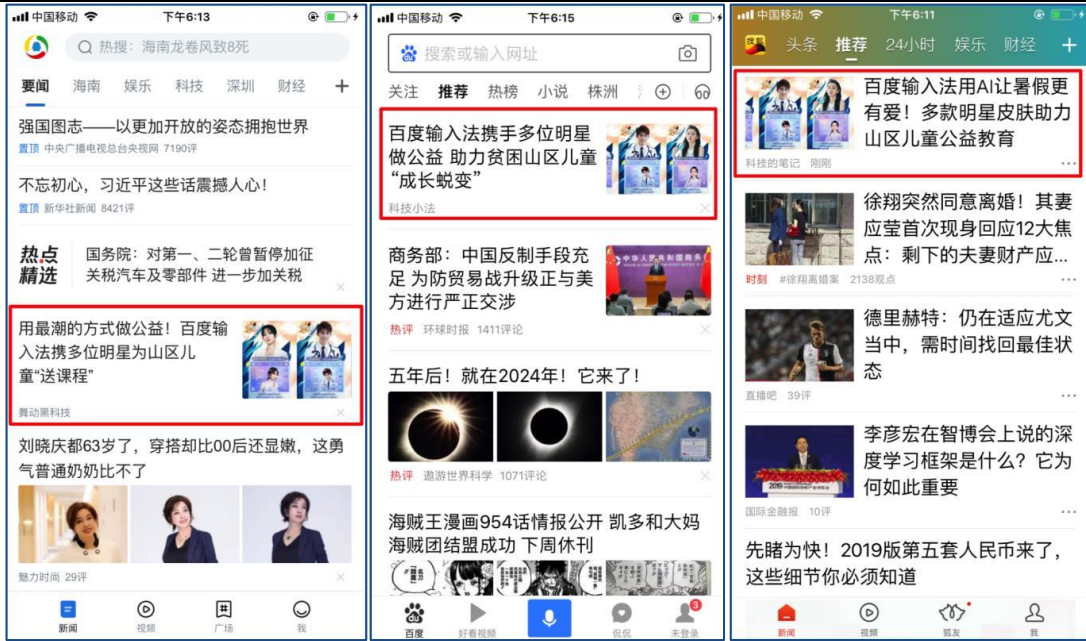 中国移动
下午6:13
热搜：海南龙卷风致8死
要闻 海南 娱乐 科技 深圳 财经 +
强国图志——以更加开放的姿态拥抱世界
置顶 中央广播电视总台央视网 7190评
不忘初心，习近平这些话震撼人心！
置顶 新华社新闻 8421评
热点
精选
国务院：对第一、二轮曾暂停加征
关税汽车及零部件 进一步加关税
用最潮的方式做公益！百度输
入法携多位明星为山区儿
童“送课程”
舞动黑科技
刘晓庆都63岁了，穿搭却比00后还显嫩，这勇
气普通奶奶比不了
魅力时尚 29评
新闻 视频 广场 我
中国移动
下午6:15
搜索或输入网址
关注 推荐 热榜 小说 株洲
百度输入法携手多位明星
做公益 助力贫困山区儿童
“成长蜕变”
科技小法
商务部：中国反制手段充
足 为防贸易战升级正与美
方进行严正交涉
热评 环球时报 1411评论
五年后！就在2024年！它来了！
热评 遨游世界科学 1071评论
海贼王漫画954话情报公开 凯多和大妈
海贼团结盟成功 下周休刊
百度 好看视频 侃侃 未登录
3
中国移动
下午6:11
搜狐
头条 推荐 24小时 娱乐 财经 +
百度输入法用AI让暑假更
有爱！多款明星皮肤助力
山区儿童公益教育
科技的笔记 刚刚
徐翔突然同意离婚！其妻
应莹首次现身回应12大焦
点：剩下的夫妻财产应...
时刻 #徐翔离婚案 2138观点
德里赫特：仍在适应尤文
当中，需时间找回最佳状
态
直播吧 39评
李彦宏在智博会上说的深
度学习框架是什么？它为
何如此重要
国际金融报 10评
先睹为快！2019版第五套人民币来了，
这些细节你必须知道
新闻 视频 狐友 我